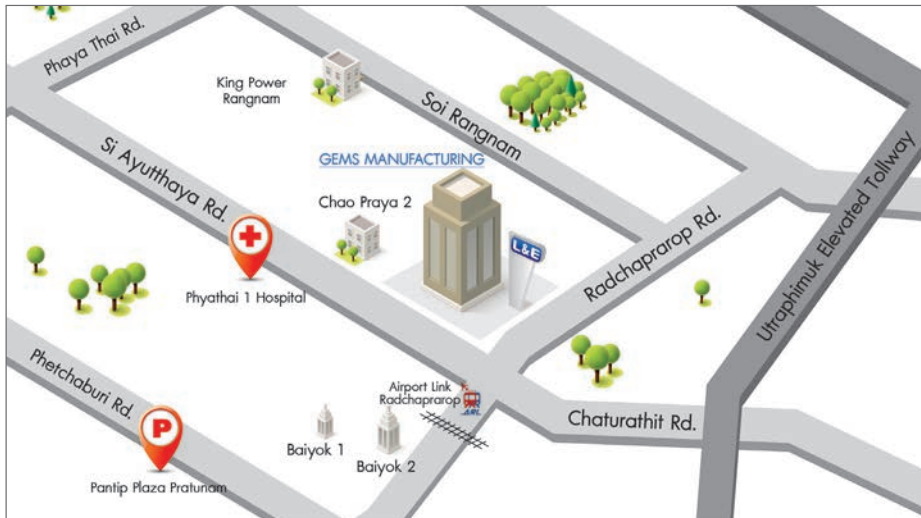 Phaya Thai Rd.
King Power
Rangnam
Soi Rangnam
GEMS MANUFACTURING
Si Ayutthaya Rd.
Chao Praya 2
L&E
Radchaprarop Rd.
Utraphimuk Elevated Tollway
Phyathai 1 Hospital
Phetchaburi Rd.
Airport Link
Radchaprarop
ARL
Chaturathit Rd.
P
Baiyok 1
Baiyok 2
Pantip Plaza Pratunam